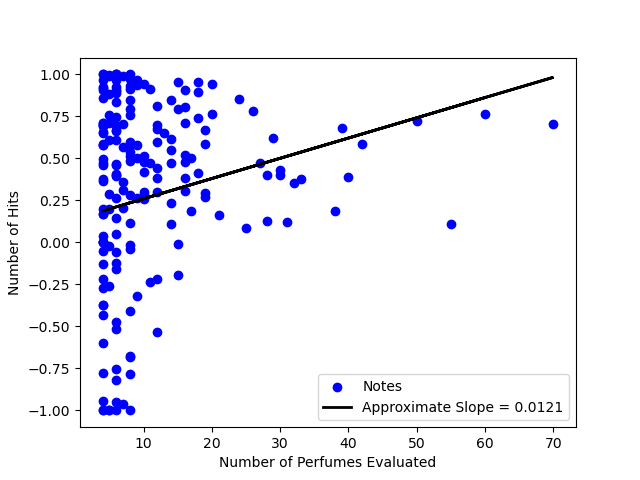 1.00
0.75
0.50
0.25
0.00
−0.25
−0.50
−0.75
−1.00
Number of Hits
Notes
Approximate Slope = 0.0121
10 20 30 40 50 60 70
Number of Perfumes Evaluated